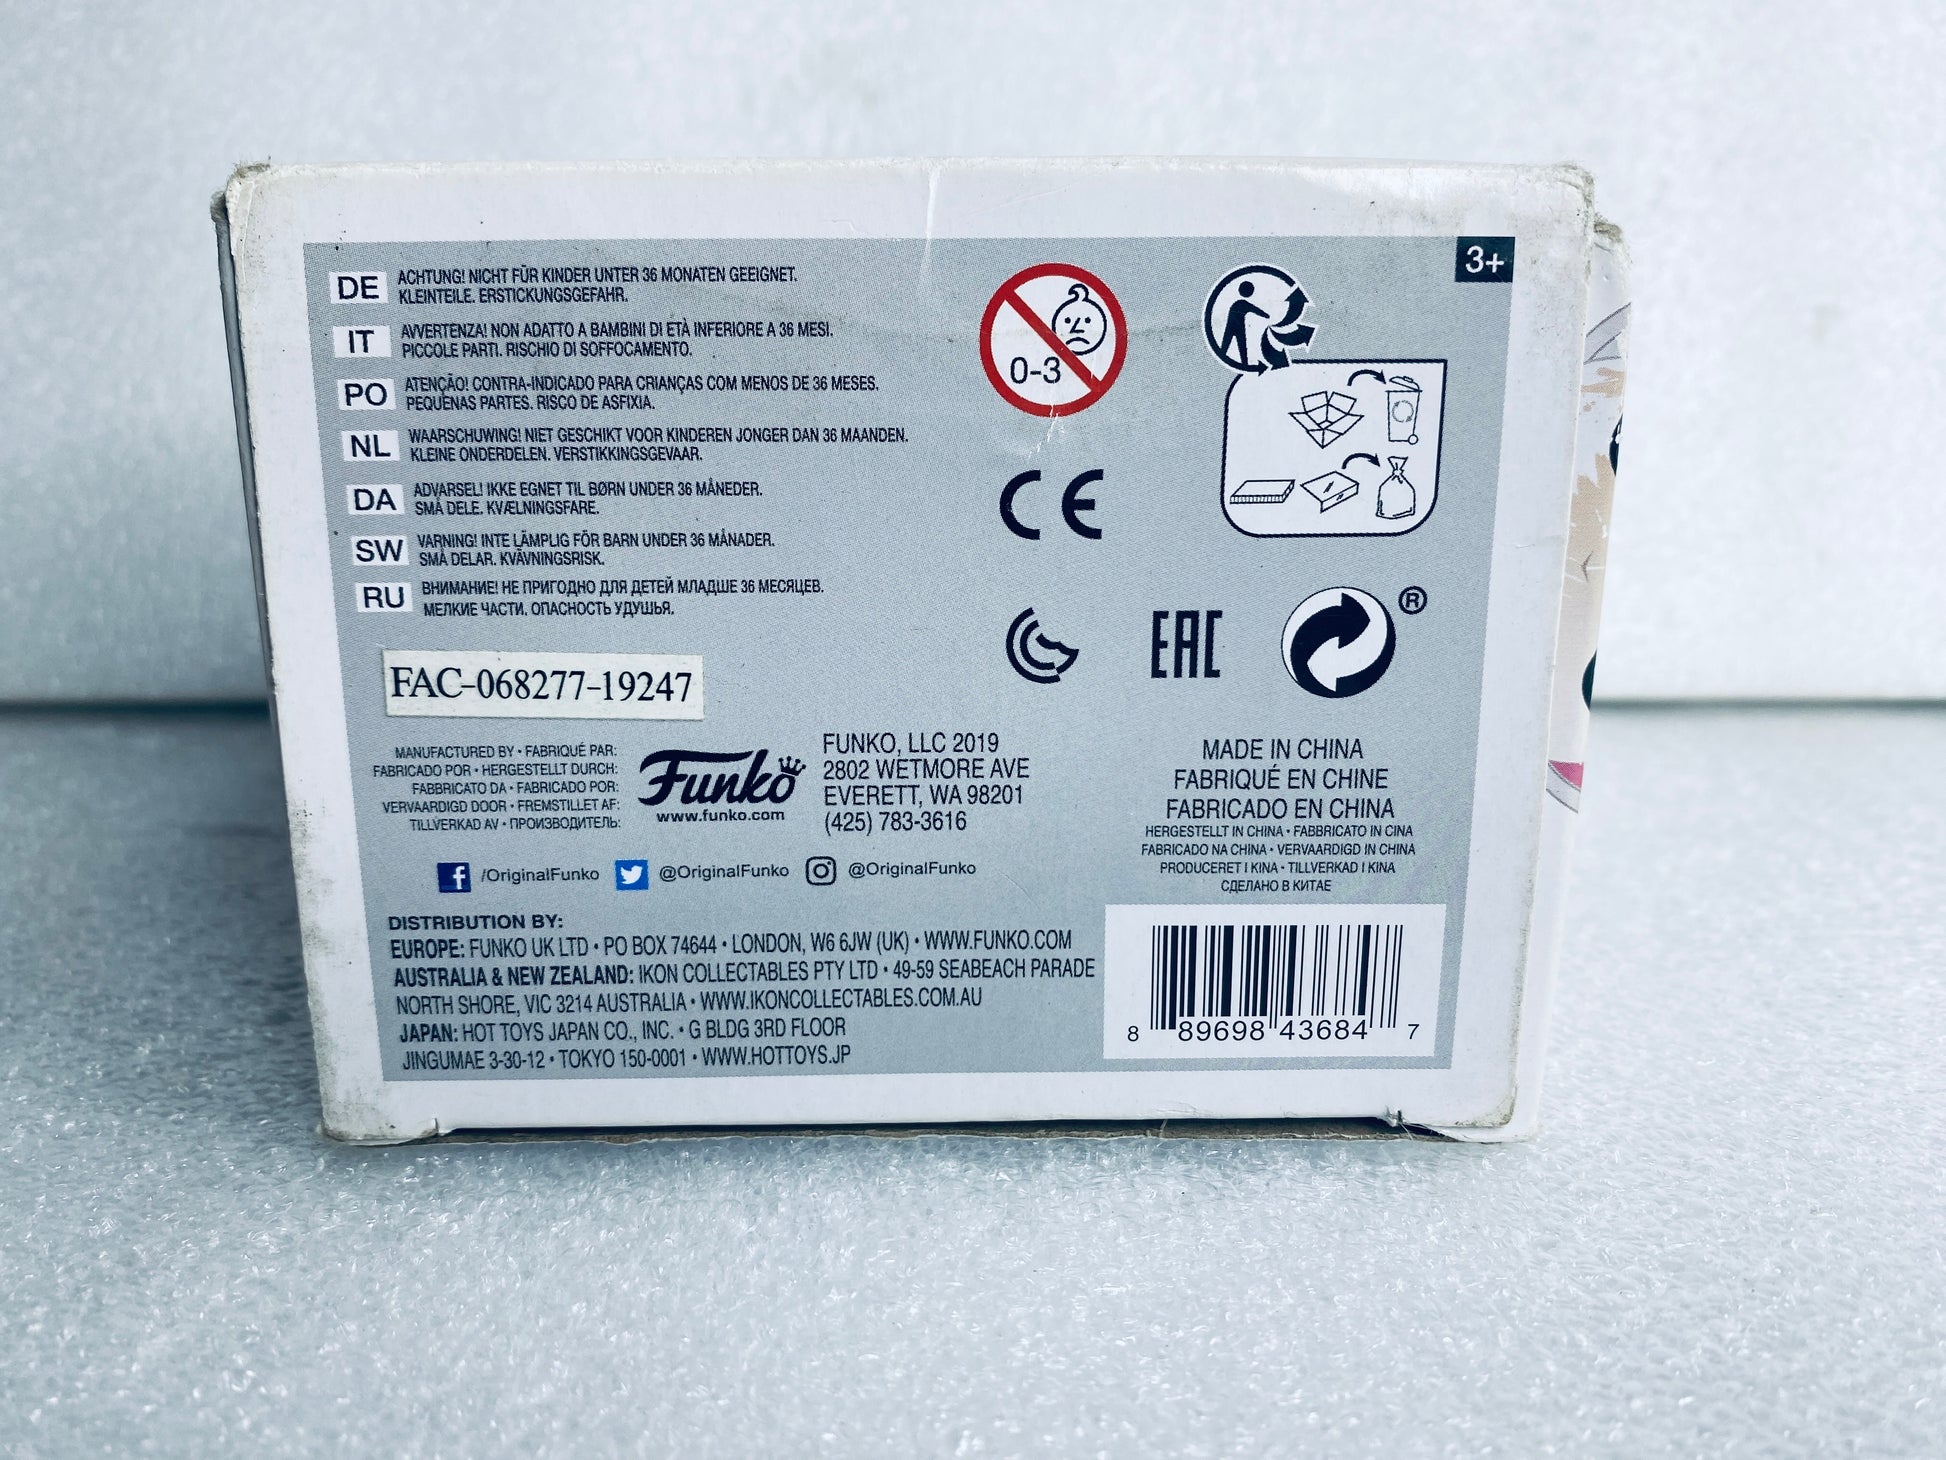 3+
DE
ACHTUNG! NICHT FÜR KINDER UNTER 36 MONATEN GEEIGNET.
KLEINTEILE. ERSTICKUNGSGEFAHR.
IT
AVVERTENZA! NON ADATTO A BAMBINI DI ETÀ INFERIORE A 36 MESI.
PICCOLE PARTI. RISCHIO DI SOFFOCAMENTO.
PO
ATENÇÃO! CONTRA-INDICADO PARA CRIANÇAS COM MENOS DE 36 MESES.
PEQUENAS PARTES. RISCO DE ASFIXIA.
NL
WAARSCHUWING! NIET GESCHIKT VOOR KINDEREN JONGER DAN 36 MAANDEN.
KLEINE ONDERDELEN. VERSTIKKINGSGEVAAR.
DA
ADVARSEL! IKKE EGNET TIL BØRN UNDER 36 MÅNEDER.
SMÅ DELE. KVÆLNINGSFARE.
SW
VARNING! INTE LÄMPLIG FÖR BARN UNDER 36 MÅNADER.
SMÅ DELAR. KVÄVNINGSRISK.
RU
ВНИМАНИЕ! НЕ ПРИГОДНО ДЛЯ ДЕТЕЙ МЛАДШЕ 36 МЕСЯЦЕВ.
МЕЛКИЕ ЧАСТИ. ОПАСНОСТЬ УДУШЬЯ.
0-3
CE
EAC
®
FAC-068277-19247
MANUFACTURED BY • FABRIQUÉ PAR:
FABRICADO POR • HERGESTELLT DURCH:
FABBRICATO DA • FABRICADO POR:
VERVAARDIGD DOOR • FREMSTILLET AF:
TILLVERKAD AV • ПРОИЗВОДИТЕЛЬ:
Funko
www.funko.com
FUNKO, LLC 2019
2802 WETMORE AVE
EVERETT, WA 98201
(425) 783-3616
MADE IN CHINA
FABRIQUÉ EN CHINE
FABRICADO EN CHINA
HERGESTELLT IN CHINA • FABBRICATO IN CINA
FABRICADO NA CHINA • VERVAARDIGD IN CHINA
PRODUCERET I KINA • TILLVERKAD I KINA
СДЕЛАНО В КИТАЕ
f /OriginalFunko @OriginalFunko @OriginalFunko
DISTRIBUTION BY:
EUROPE: FUNKO UK LTD • PO BOX 74644 • LONDON, W6 6JW (UK) • WWW.FUNKO.COM
AUSTRALIA & NEW ZEALAND: IKON COLLECTABLES PTY LTD • 49-59 SEABEACH PARADE
NORTH SHORE, VIC 3214 AUSTRALIA • WWW.IKONCOLLECTABLES.COM.AU
JAPAN: HOT TOYS JAPAN CO., INC. • G BLDG 3RD FLOOR
JINGUMAE 3-30-12 • TOKYO 150-0001 • WWW.HOTTOYS.JP
8 89698 43684 7